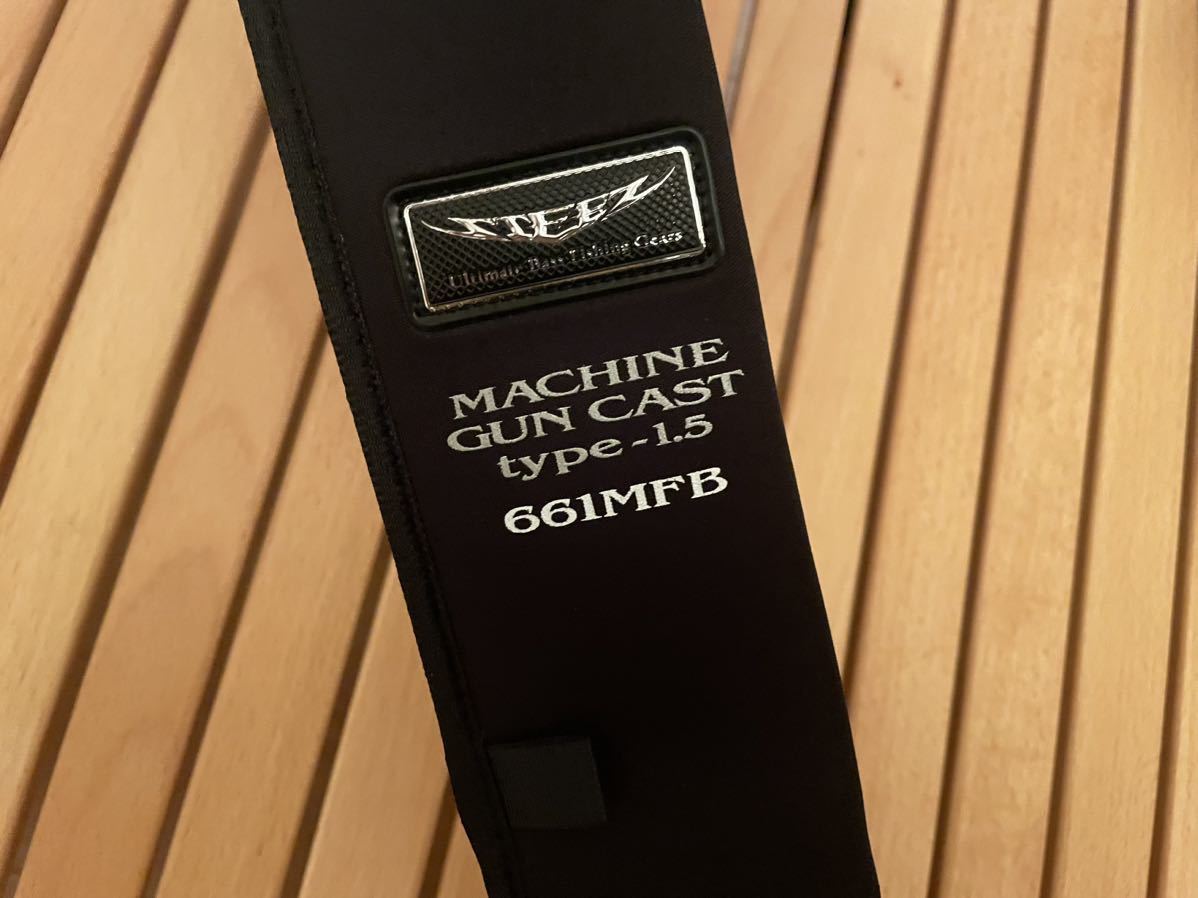 STEEZ
Ultimate Bass Fishing Gears
MACHINE
GUN CAST
type-1.5
661MFB